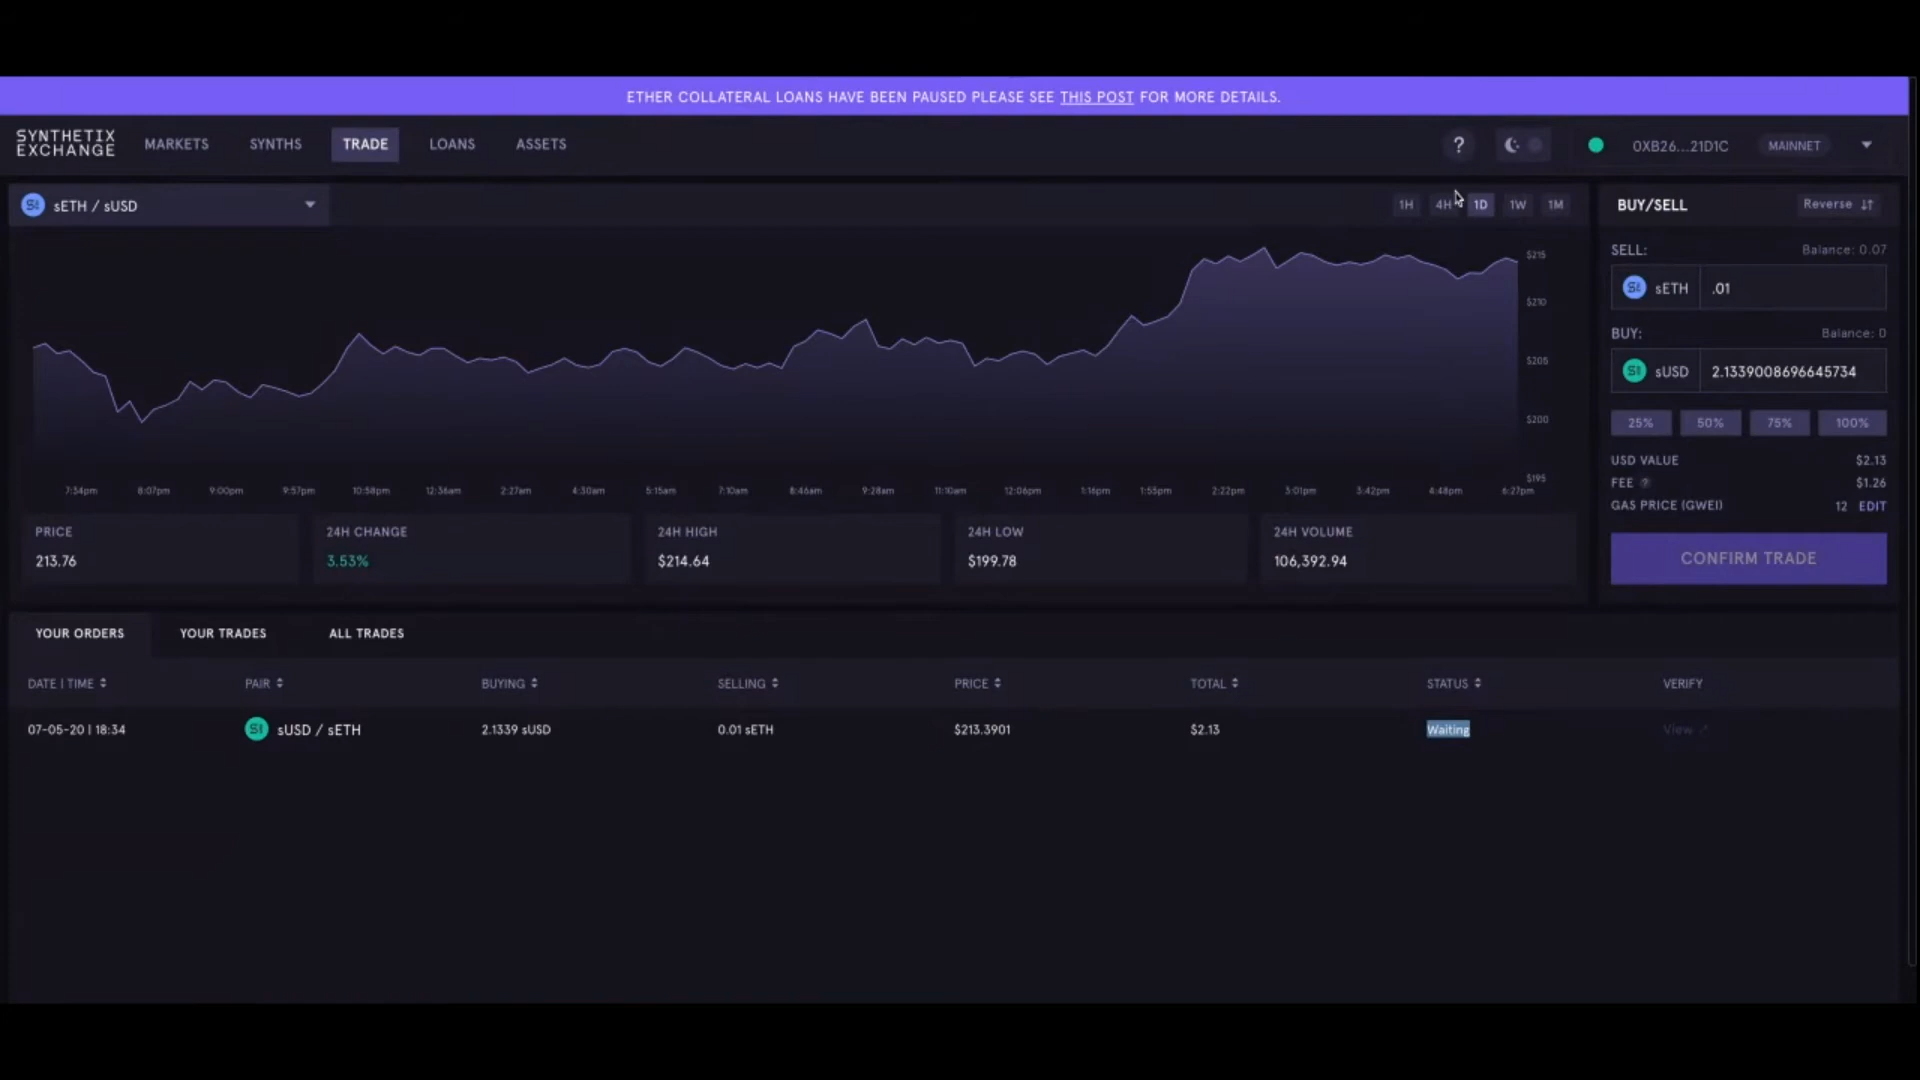 ETHER COLLATERAL LOANS HAVE BEEN PAUSED PLEASE SEE THIS POST FOR MORE DETAILS.
SYNTHETIX
EXCHANGE
MARKETS
SYNTHS
TRADE
LOANS
ASSETS
?
0XB26...21D1C
MAINNET
sETH / sUSD
1H
4H
1D
1W
1M
$215
$210
$205
$200
$195
7:34pm
8:07pm
9:00pm
9:57pm
10:58pm
12:36am
2:27am
4:30am
5:15am
7:10am
8:46am
9:28am
11:10am
12:06pm
1:16pm
1:55pm
2:22pm
3:01pm
3:42pm
4:48pm
6:27pm
PRICE
213.76
24H CHANGE
3.53%
24H HIGH
$214.64
24H LOW
$199.78
24H VOLUME
106,392.94
BUY/SELL
Reverse
SELL:
Balance: 0.07
sETH
.01
BUY:
Balance: 0
sUSD
2.1339008696645734
25%
50%
75%
100%
USD VALUE
$2.13
FEE ?
$1.26
GAS PRICE (GWEI)
12 EDIT
CONFIRM TRADE
YOUR ORDERS
YOUR TRADES
ALL TRADES
DATE | TIME
PAIR
BUYING
SELLING
PRICE
TOTAL
STATUS
VERIFY
07-05-20 | 18:34
sUSD / sETH
2.1339 sUSD
0.01 sETH
$213.3901
$2.13
Waiting
View